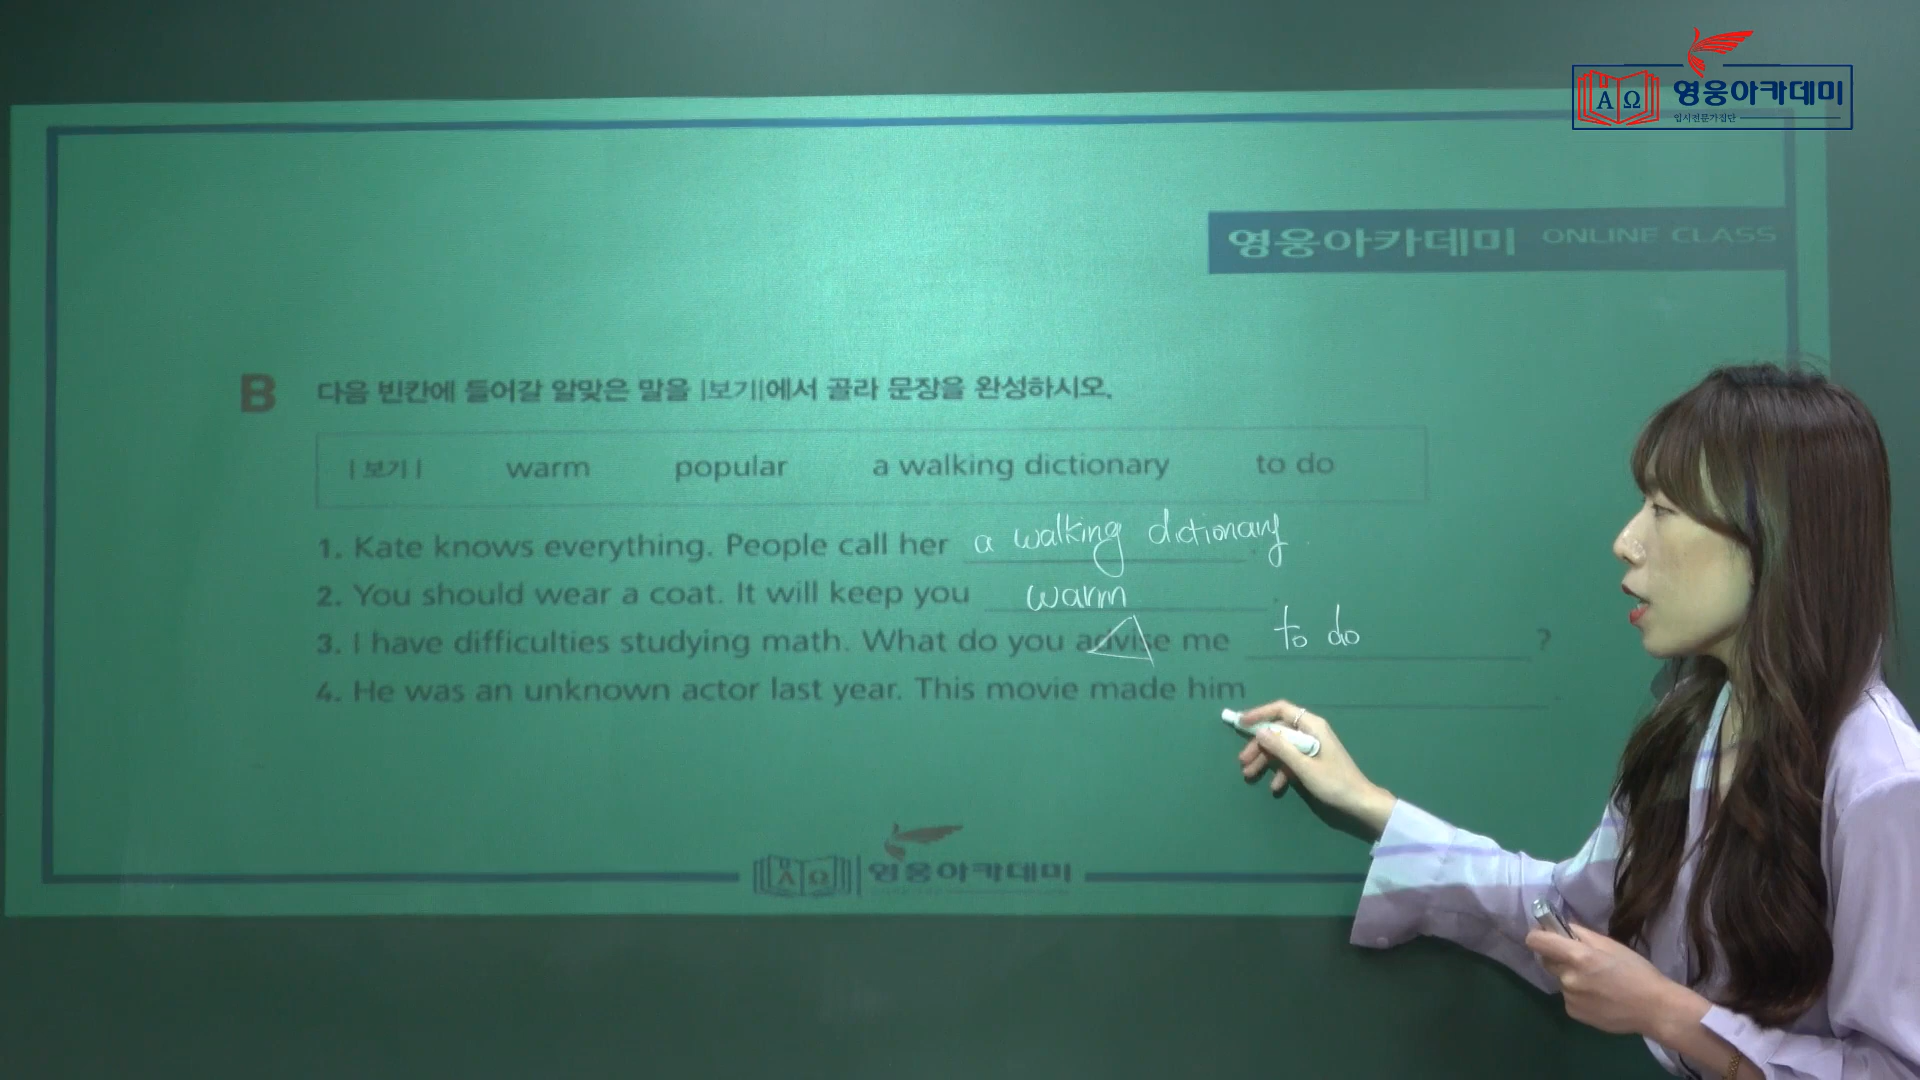 영웅아카데미
입시전문가집단
A Ω
영웅아카데미 ONLINE CLASS
B 다음 빈칸에 들어갈 알맞은 말을 |보기|에서 골라 문장을 완성하시오.
|보기| warm popular a walking dictionary to do
1. Kate knows everything. People call her a walking dictionary.
2. You should wear a coat. It will keep you warm.
3. I have difficulties studying math. What do you advise me to do ?
4. He was an unknown actor last year. This movie made him
A Ω 영웅아카데미